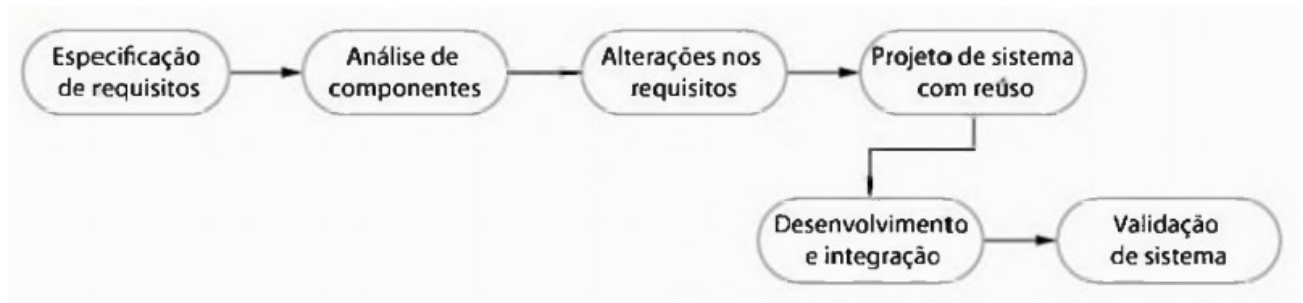 Especificação
de requisitos
Análise de
componentes
Alterações nos
requisitos
Projeto de sistema
com reúso
Desenvolvimento
e integração
Validação
de sistema